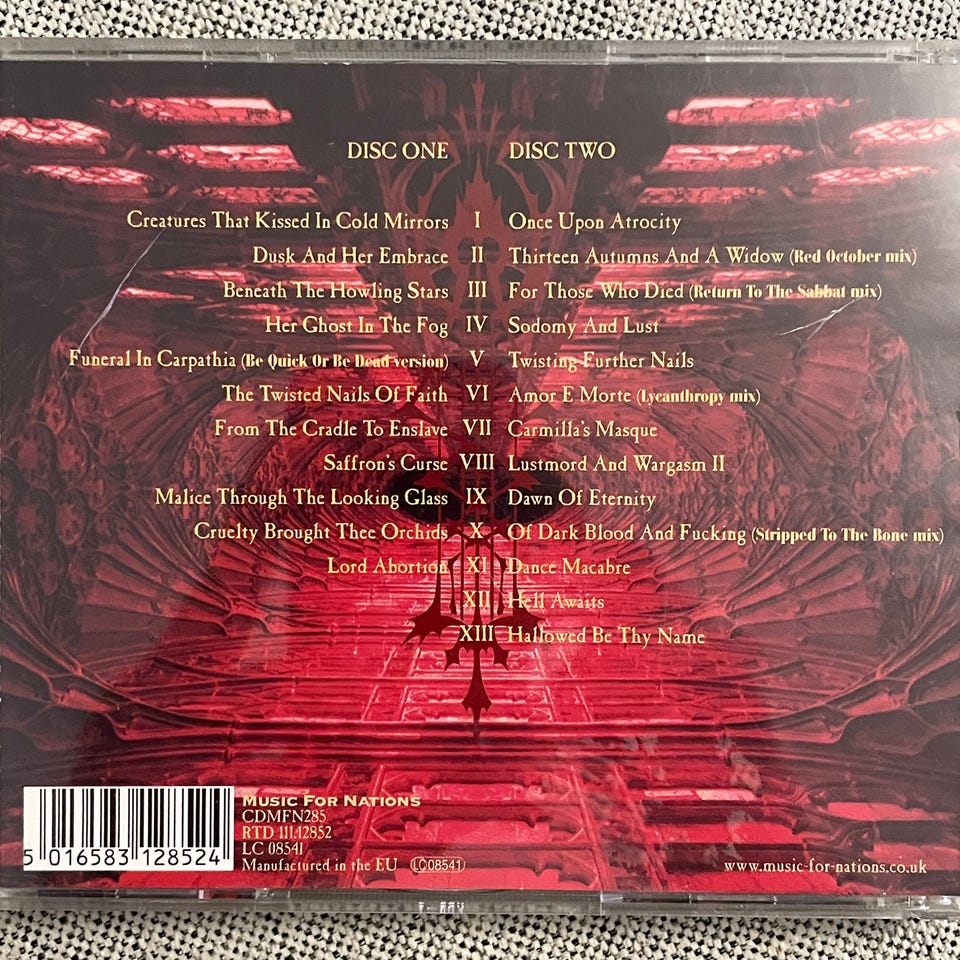 DISC ONE DISC TWO
Creatures That Kissed In Cold Mirrors I Once Upon Atrocity
Dusk And Her Embrace II Thirteen Autumns And A Widow (Red October mix)
Beneath The Howling Stars III For Those Who Died (Return To The Sabbat mix)
Her Ghost In The Fog IV Sodomy And Lust
Funeral In Carpathia (Be Quick Or Be Dead version) V Twisting Further Nails
The Twisted Nails Of Faith VI Amor E Morte (Lycanthropy mix)
From The Cradle To Enslave VII Carmilla's Masque
Saffron's Curse VIII Lustmord And Wargasm II
Malice Through The Looking Glass IX Dawn Of Eternity
Cruelty Brought Thee Orchids X Of Dark Blood And Fucking (Stripped To The Bone mix)
Lord Abortion XI Dance Macabre
XII Hell Awaits
XIII Hallowed Be Thy Name
MUSIC FOR NATIONS
CDMFN285
RTD 111.12852
LC 08541
Manufactured in the EU LC08541
5 016583 128524
www.music-for-nations.co.uk